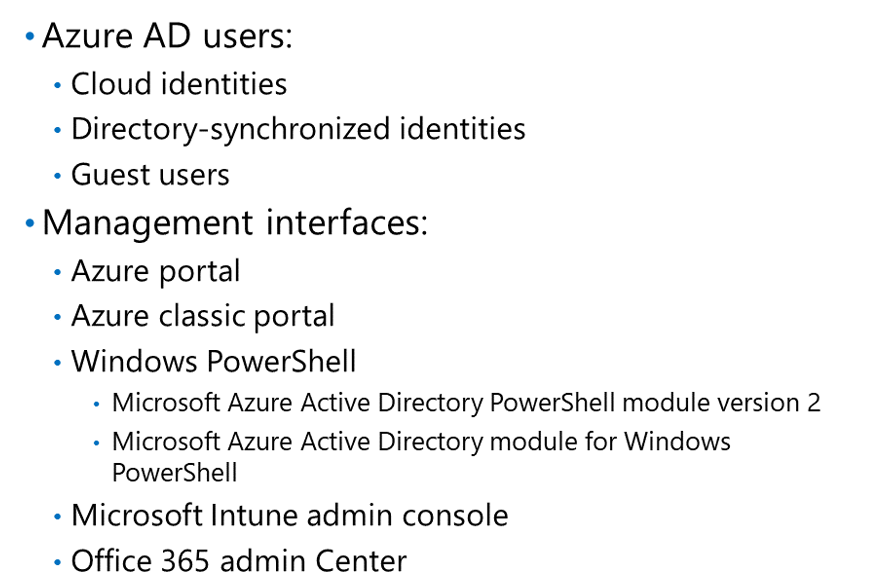 • Azure AD users:
• Cloud identities
• Directory-synchronized identities
• Guest users
• Management interfaces:
• Azure portal
• Azure classic portal
• Windows PowerShell
• Microsoft Azure Active Directory PowerShell module version 2
• Microsoft Azure Active Directory module for Windows
PowerShell
• Microsoft Intune admin console
• Office 365 admin Center